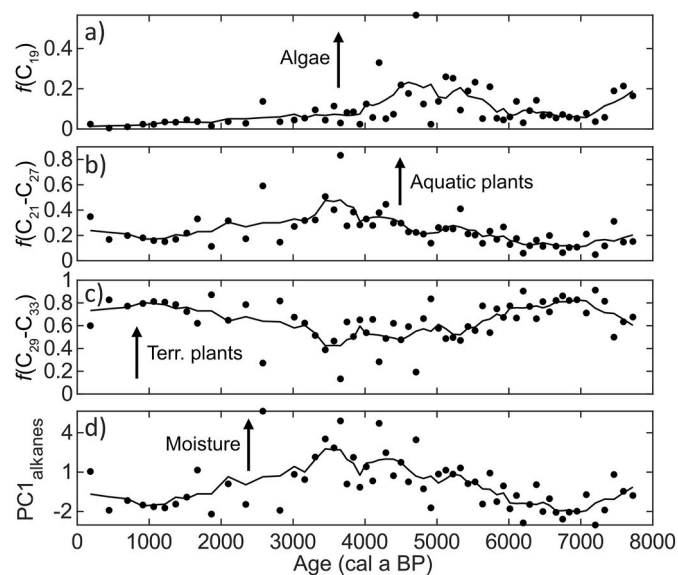 a)
0.4
0.2
0
f(C19)
Algae
b)
0.8
0.6
0.4
0.2
0
f(C21-C27)
Aquatic plants
c)
1
0.8
0.6
0.4
0.2
0
f(C29-C33)
Terr. plants
d)
4
1
-2
PC1alkanes
Moisture
0 1000 2000 3000 4000 5000 6000 7000 8000
Age (cal a BP)